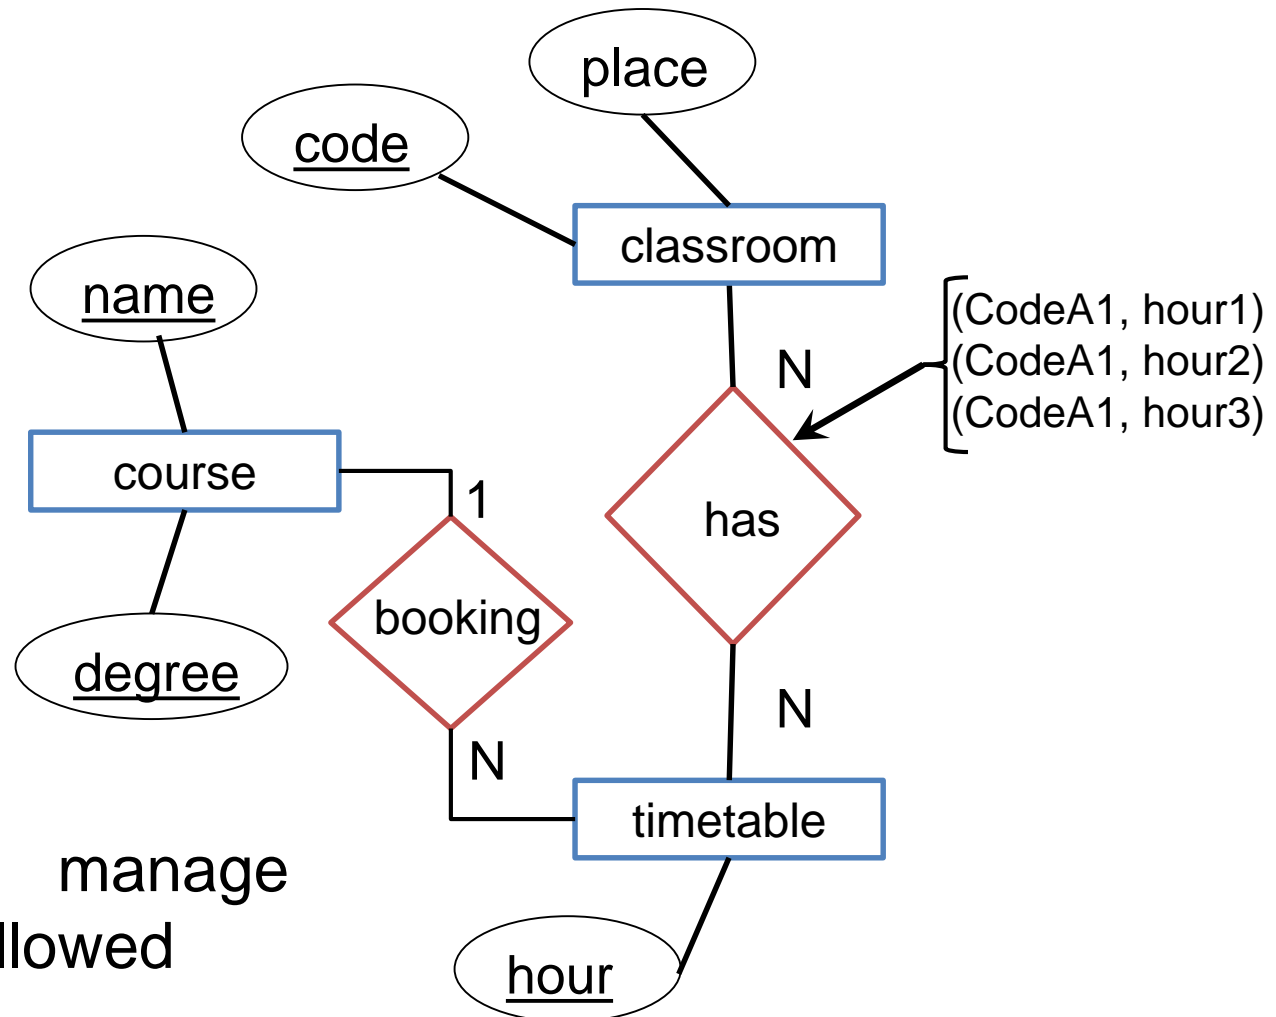 place
code
classroom
name
(CodeA1, hour1)
(CodeA1, hour2)
(CodeA1, hour3)
N
course
1
has
booking
N
N
timetable
degree
manage
llowed
hour